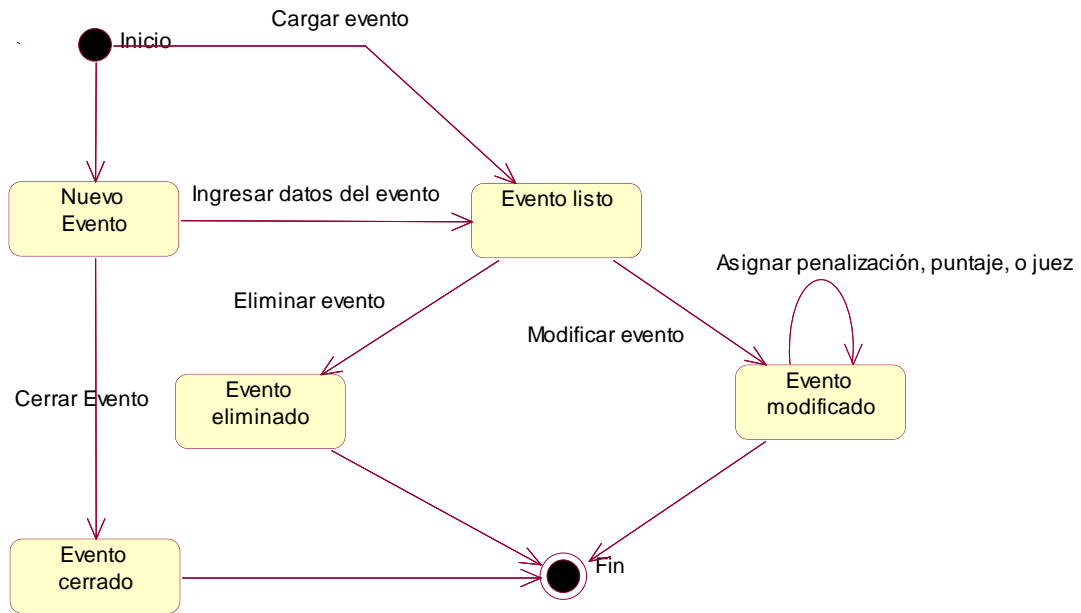 Cargar evento
Inicio
Nuevo
Evento
Ingresar datos del evento
Evento listo
Asignar penalización, puntaje, o juez
Eliminar evento
Modificar evento
Evento
eliminado
Evento
modificado
Cerrar Evento
Evento
cerrado
Fin